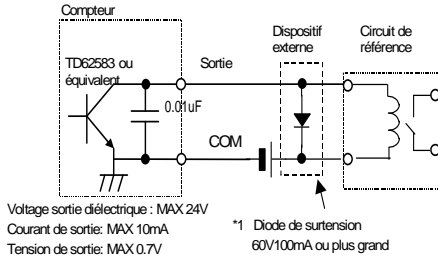 Compteur
Dispositif
externe
Circuit de
référence
TD62583 ou
équivalent
Sortie
0.01uF
COM
Voltage sortie diélectrique : MAX 24V
Courant de sortie: MAX 10mA
Tension de sortie: MAX 0.7V
*1 Diode de surtension
60V100mA ou plus grand